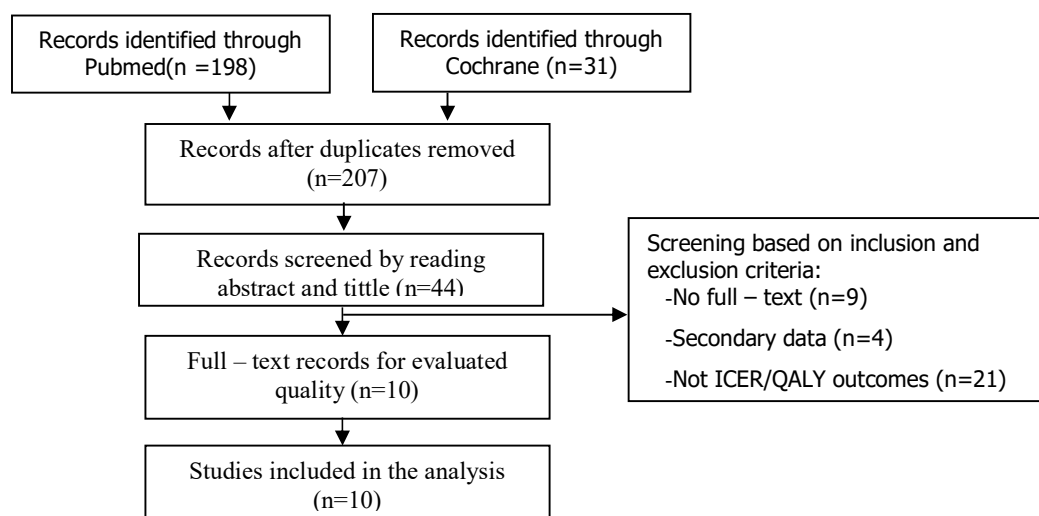 Records identified through
Pubmed(n =198)
Records identified through
Cochrane (n=31)
Records after duplicates removed
(n=207)
Records screened by reading
abstract and tittle (n=44)
Screening based on inclusion and
exclusion criteria:
-No full – text (n=9)
-Secondary data (n=4)
-Not ICER/QALY outcomes (n=21)
Full – text records for evaluated
quality (n=10)
Studies included in the analysis
(n=10)